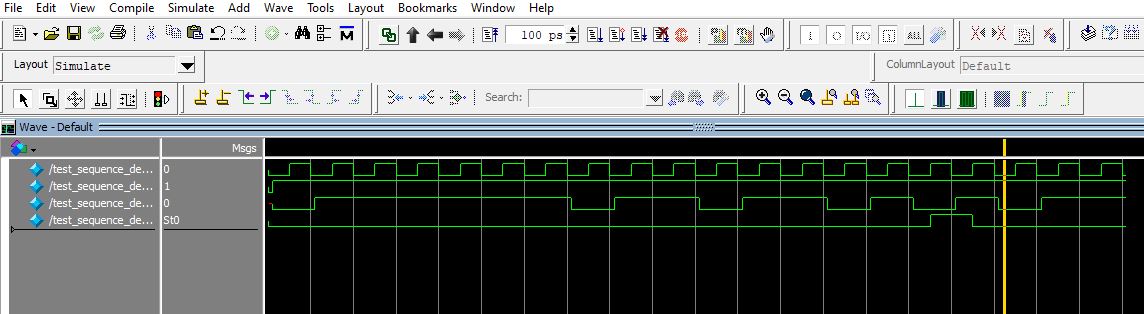 File Edit View Compile Simulate Add Wave Tools Layout Bookmarks Window Help
100 ps
ALL
Layout Simulate
ColumnLayout Default
Search:
Wave - Default
Msgs
/test_sequence_de... 0
/test_sequence_de... 1
/test_sequence_de... 0
/test_sequence_de... St0